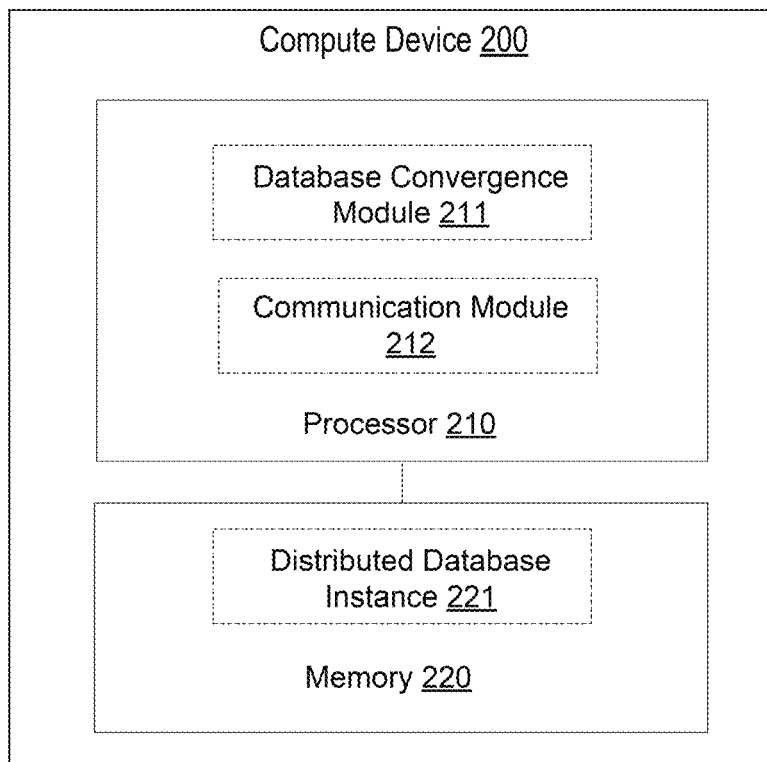 Compute Device 200
Database Convergence
Module 211
Communication Module
212
Processor 210
Distributed Database
Instance 221
Memory 220